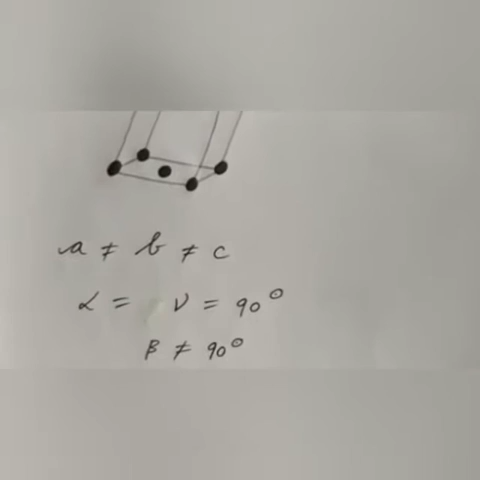 a ≠ b ≠ c
α = ν = 90°
β ≠ 90°